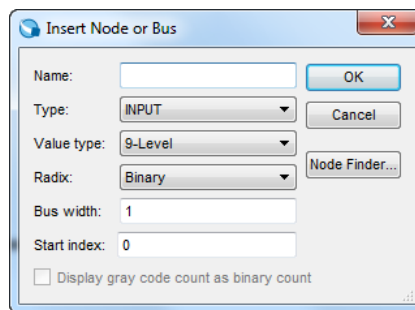 Insert Node or Bus
Name:
OK
Type: INPUT
Cancel
Value type: 9-Level
Node Finder...
Radix: Binary
Bus width: 1
Start index: 0
Display gray code count as binary count